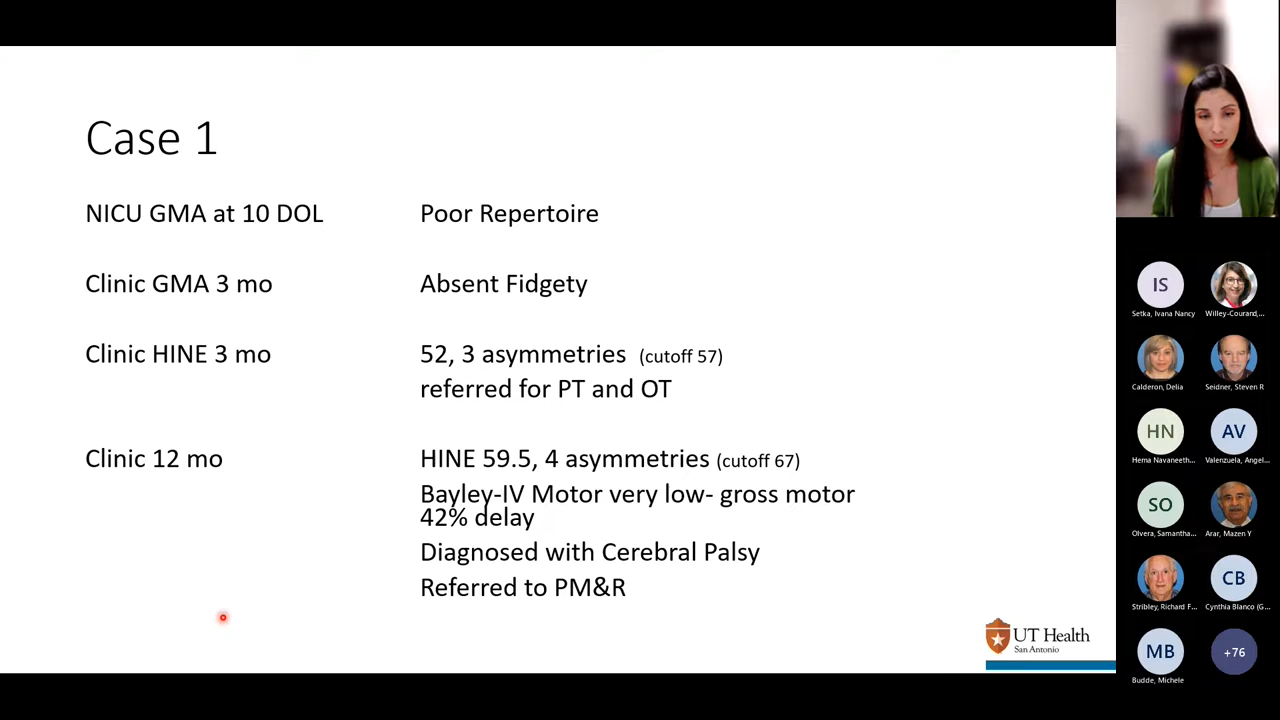 Case 1
NICU GMA at 10 DOL
Poor Repertoire
Clinic GMA 3 mo
Absent Fidgety
Clinic HINE 3 mo
52, 3 asymmetries (cutoff 57)
referred for PT and OT
Clinic 12 mo
HINE 59.5, 4 asymmetries (cutoff 67)
Bayley-IV Motor very low- gross motor
42% delay
Diagnosed with Cerebral Palsy
Referred to PM&R
UT Health
San Antonio
IS
Setka, Ivana Nancy
Willey-Courand,...
Calderon, Delia
Seidner, Steven R
HN
AV
Hema Navaneeth...
Valenzuela, Angel...
SO
Olvera, Samantha...
Arar, Mazen Y
CB
Stribley, Richard F...
Cynthia Blanco (G...
MB
+76
Budde, Michele